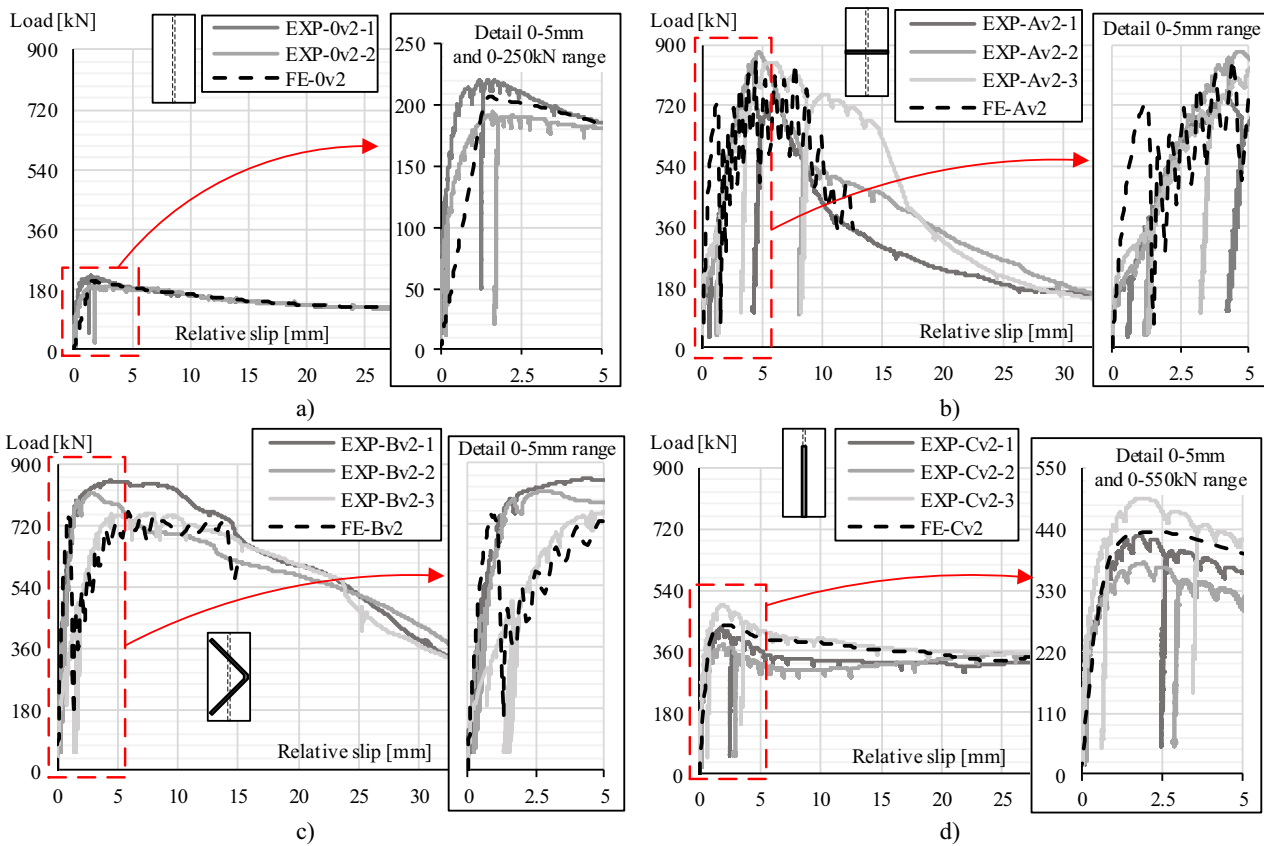 Load [kN]
EXP-0v2-1
EXP-0v2-2
FE-0v2
Detail 0-5mm
and 0-250kN range
900
720
540
360
180
0
250
200
150
100
50
0
Relative slip [mm]
0 5 10 15 20 25
0 2.5 5
a)
Load [kN]
EXP-Av2-1
EXP-Av2-2
EXP-Av2-3
FE-Av2
Detail 0-5mm range
900
720
540
360
180
0
Relative slip [mm]
0 5 10 15 20 25 30
0 2.5 5
b)
Load [kN]
EXP-Bv2-1
EXP-Bv2-2
EXP-Bv2-3
FE-Bv2
Detail 0-5mm range
900
720
540
360
180
0
Relative slip [mm]
0 5 10 15 20 25 30
0 2.5 5
c)
Load [kN]
EXP-Cv2-1
EXP-Cv2-2
EXP-Cv2-3
FE-Cv2
Detail 0-5mm
and 0-550kN range
900
720
540
360
180
0
550
440
330
220
110
0
Relative slip [mm]
0 5 10 15 20 25
0 2.5 5
d)